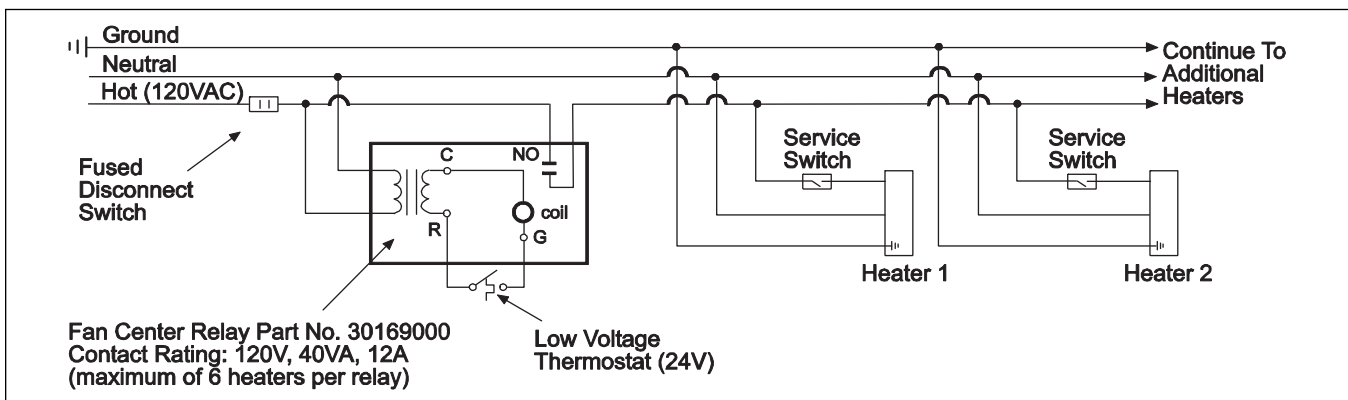 Ground
Neutral
Hot (120VAC)
Continue To
Additional
Heaters
Fused
Disconnect
Switch
C
NO
coil
R
G
Service
Switch
Service
Switch
Heater 1
Heater 2
Fan Center Relay Part No. 30169000
Contact Rating: 120V, 40VA, 12A
(maximum of 6 heaters per relay)
Low Voltage
Thermostat (24V)